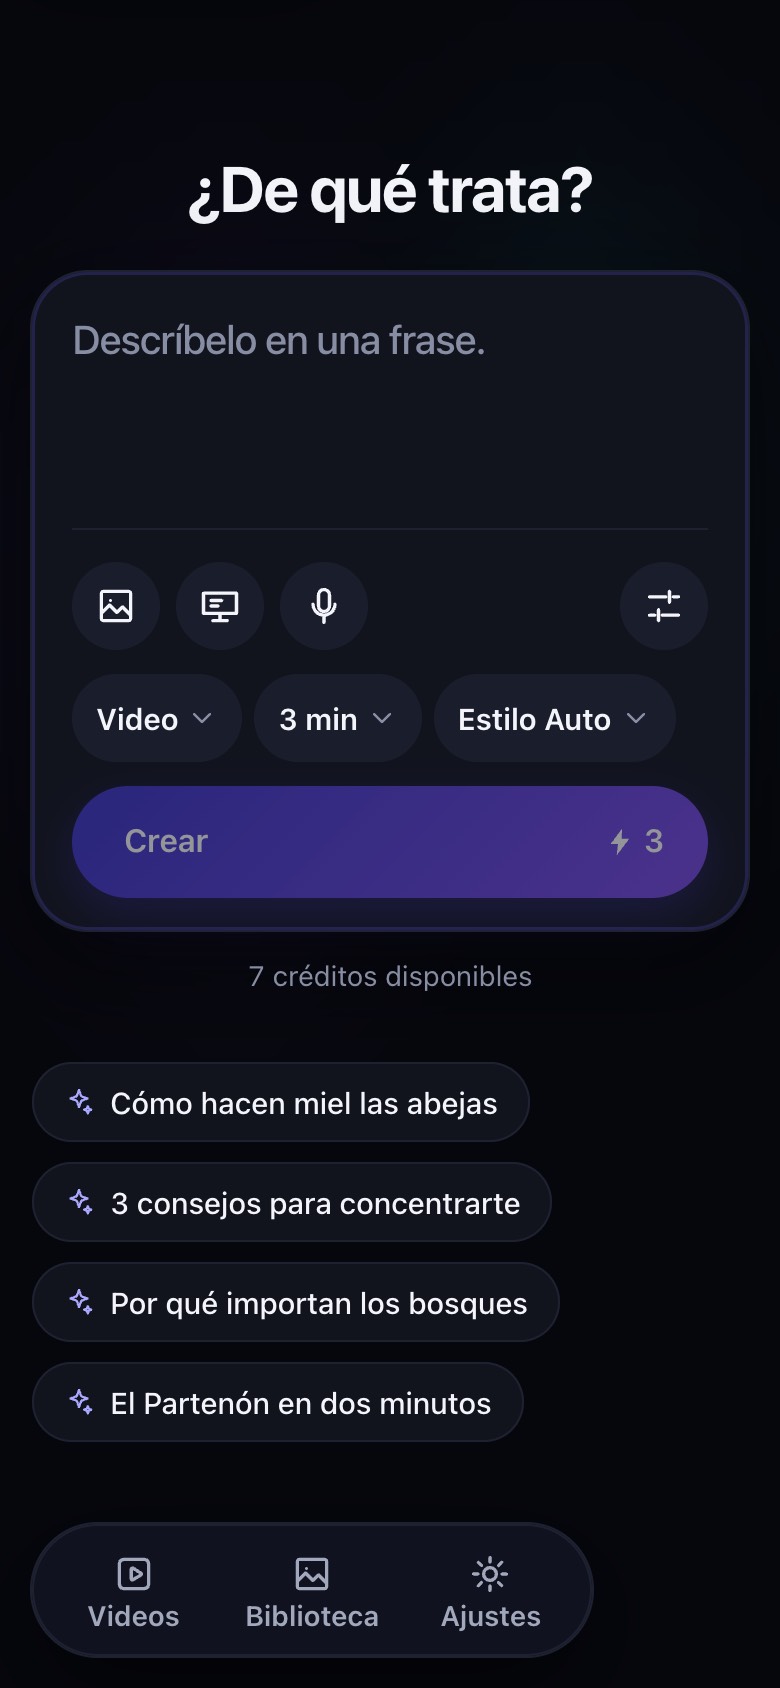 ¿De qué trata?
Descríbelo en una frase.
Video
3 min
Estilo Auto
Crear
3
7 créditos disponibles
Cómo hacen miel las abejas
3 consejos para concentrarte
Por qué importan los bosques
El Partenón en dos minutos
Videos
Biblioteca
Ajustes